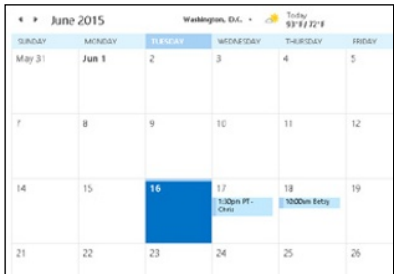 June 2015
Washington, D.C.
Today
93°F/72°F
SUNDAY MONDAY TUESDAY WEDNESDAY THURSDAY FRIDAY
May 31 Jun 1 2 3 4 5
7 8 9 10 11 12
14 15 16 17 18 19
1:30pm PT - 10:00am Betsy
Chris
21 22 23 24 25 26